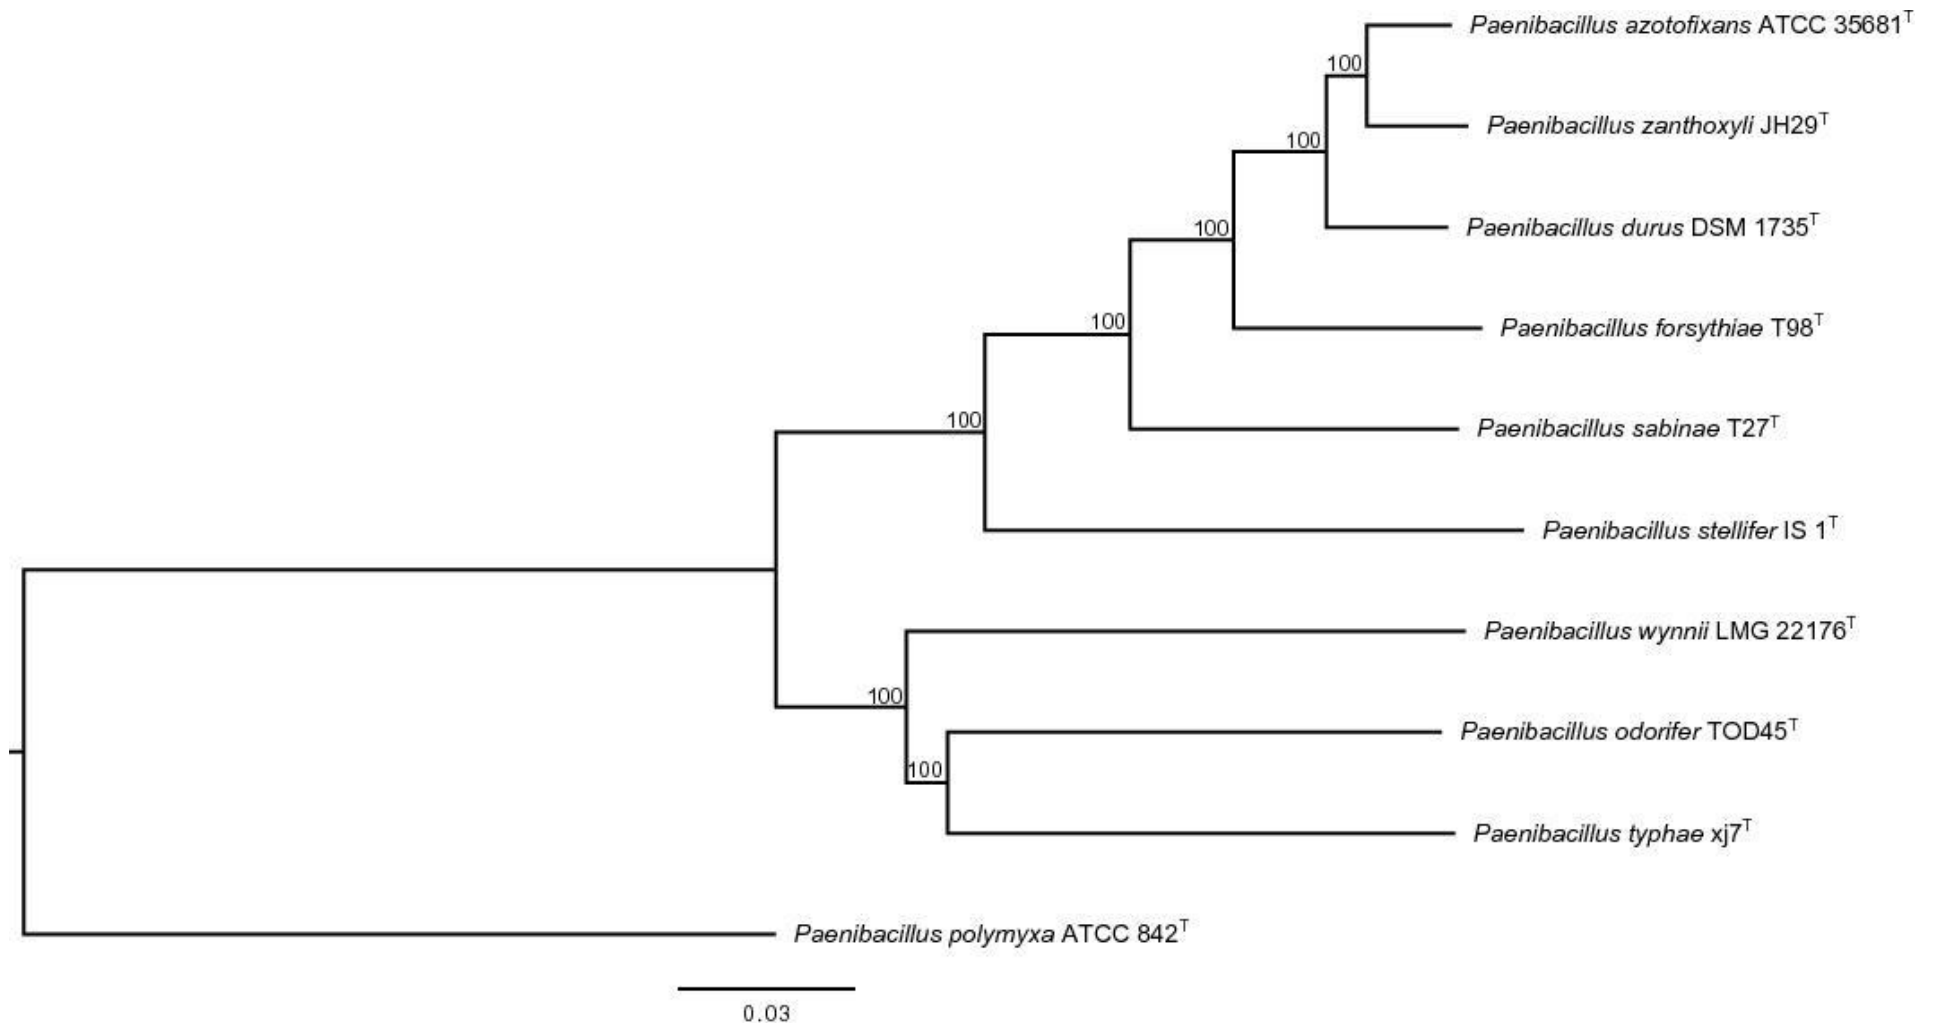 Paenibacillus azotofixans ATCC 35681T
100
Paenibacillus zanthoxyli JH29T
100
Paenibacillus durus DSM 1735T
100
Paenibacillus forsythiae T98T
100
Paenibacillus sabinae T27T
100
Paenibacillus stellifer IS 1T
Paenibacillus wynnii LMG 22176T
100
Paenibacillus odorifer TOD45T
100
Paenibacillus typhae xj7T
Paenibacillus polymyxa ATCC 842T
0.03